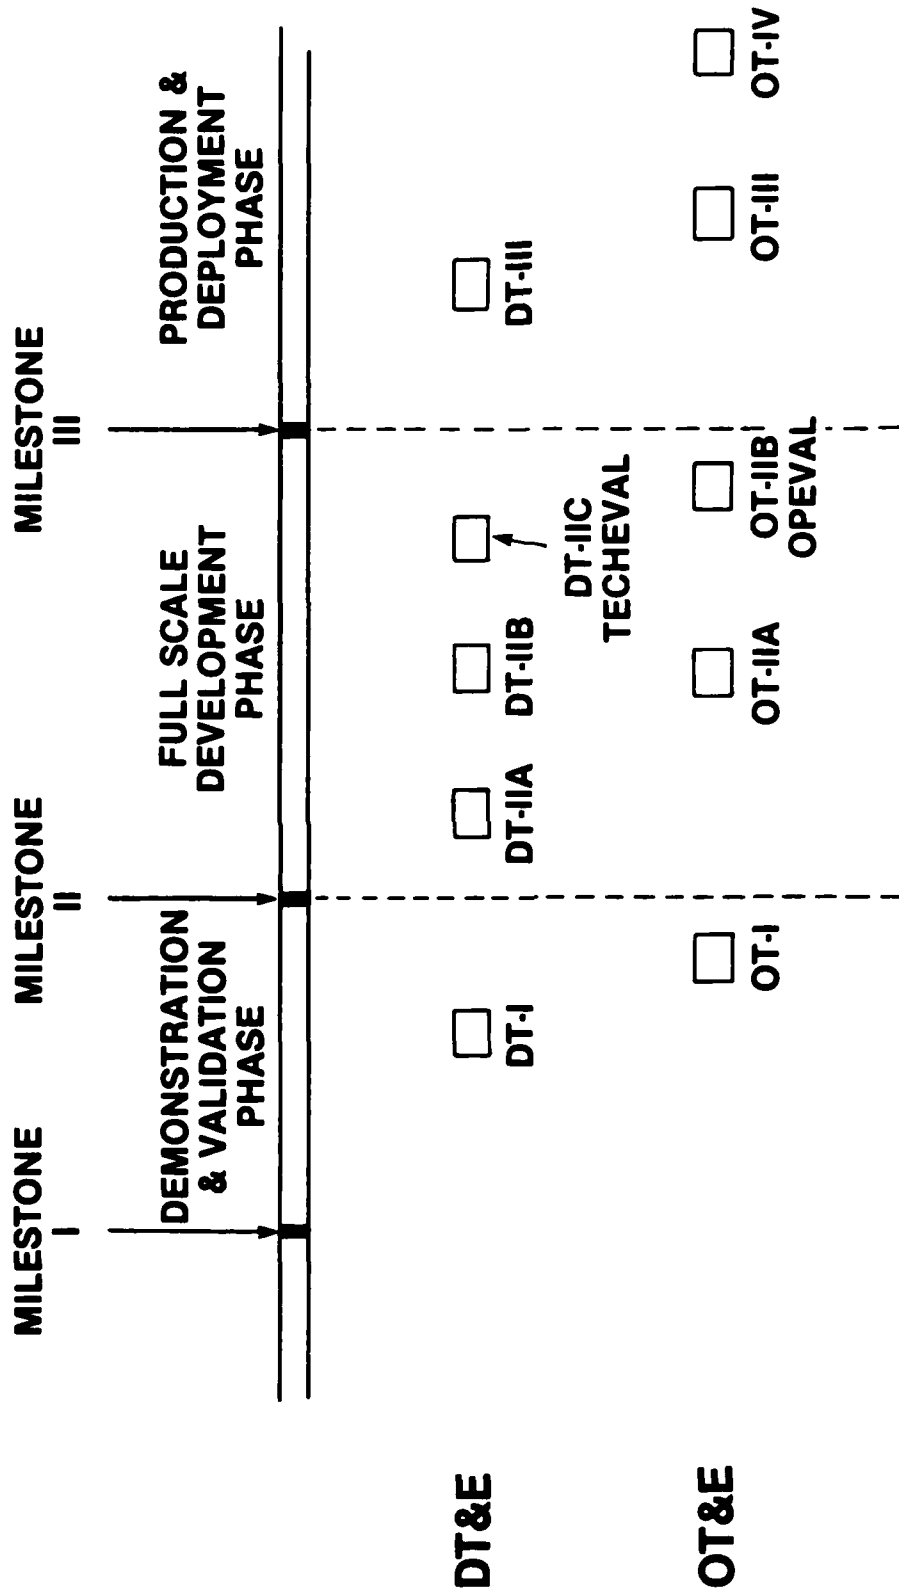 MILESTONE
I
MILESTONE
II
MILESTONE
III
DEMONSTRATION
& VALIDATION
PHASE
FULL SCALE
DEVELOPMENT
PHASE
PRODUCTION &
DEPLOYMENT
PHASE
DT&E
DT-I
DT-IIA
DT-IIB
DT-IIC
TECHEVAL
DT-III
OT&E
OT-I
OT-IIA
OT-IIB
OPEVAL
OT-III
OT-IV